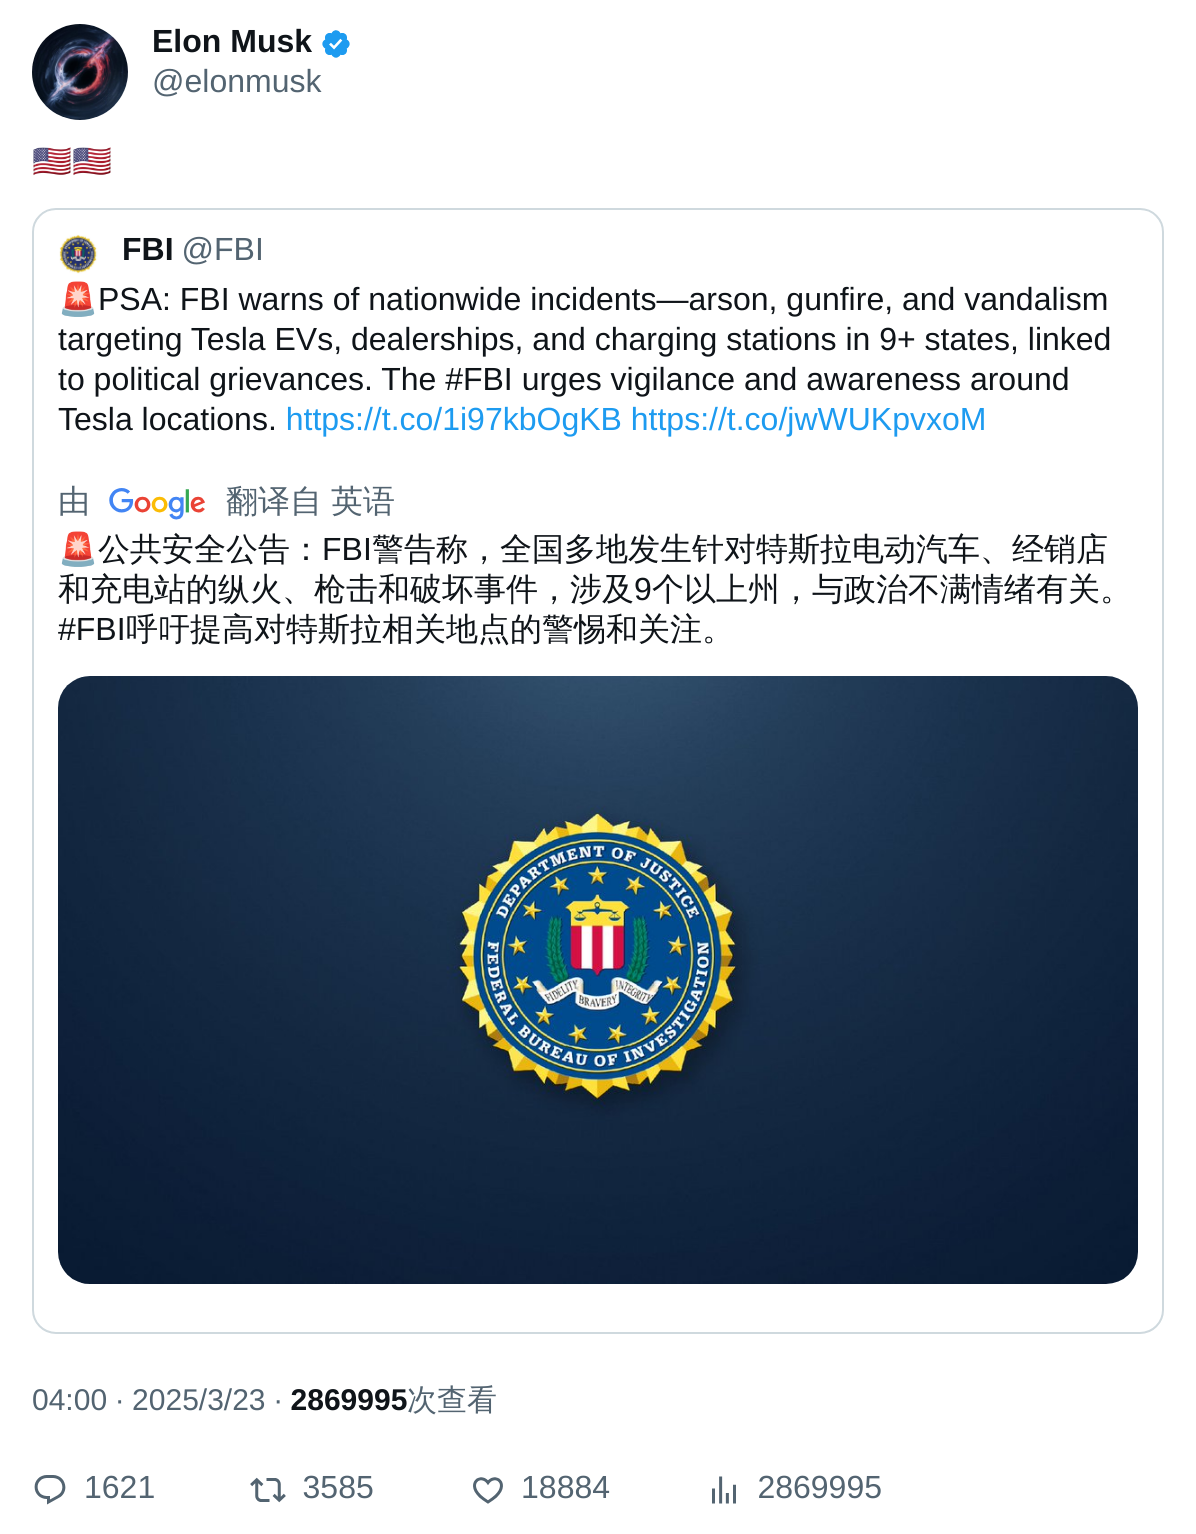 Elon Musk
@elonmusk
🇺🇸🇺🇸
FBI @FBI
🚨PSA: FBI warns of nationwide incidents—arson, gunfire, and vandalism
targeting Tesla EVs, dealerships, and charging stations in 9+ states, linked
to political grievances. The #FBI urges vigilance and awareness around
Tesla locations. https://t.co/1i97kbOgKB https://t.co/jwWUKpvxoM
由 Google 翻译自 英语
🚨公共安全公告：FBI警告称，全国多地发生针对特斯拉电动汽车、经销店
和充电站的纵火、枪击和破坏事件，涉及9个以上州，与政治不满情绪有关。
#FBI呼吁提高对特斯拉相关地点的警惕和关注。
DEPARTMENT OF JUSTICE
FIDELITY BRAVERY INTEGRITY
FEDERAL BUREAU OF INVESTIGATION
04:00 · 2025/3/23 · 2869995次查看
1621 3585 18884 2869995